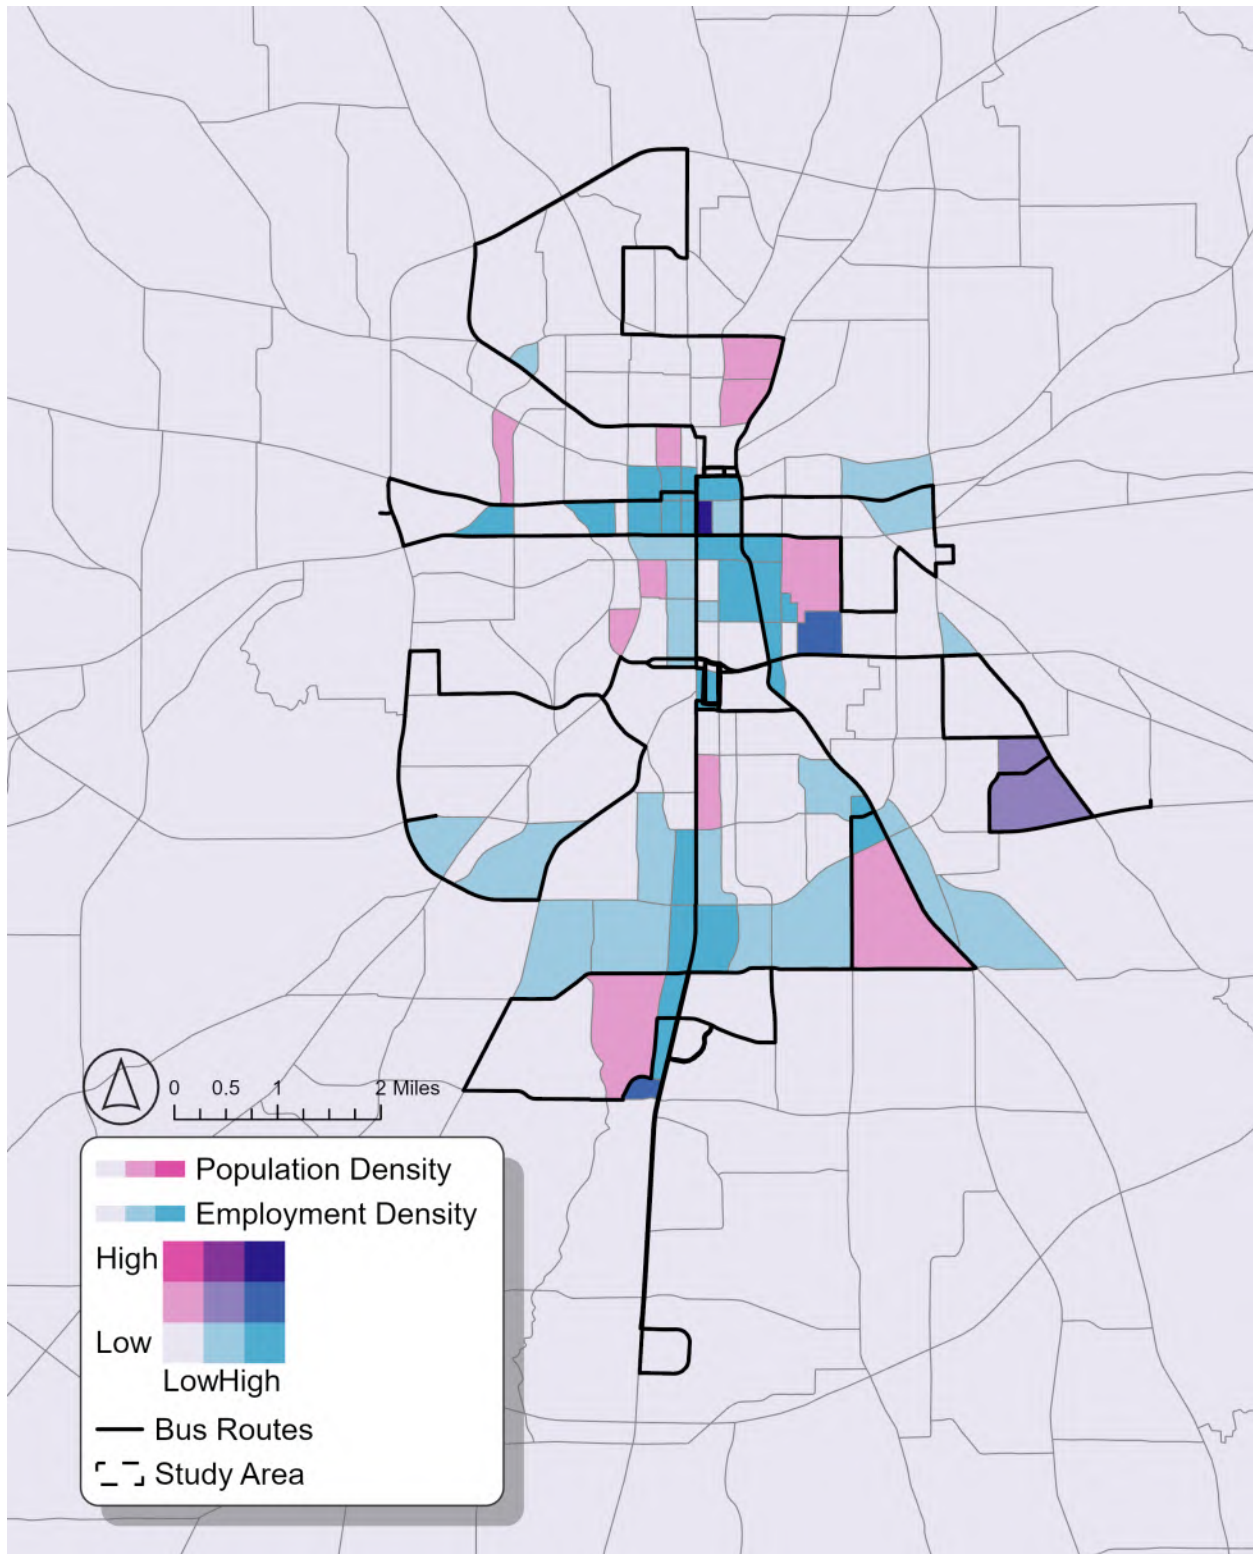 0 0.5 1 2 Miles
Population Density
Employment Density
High
Low
LowHigh
Bus Routes
Study Area